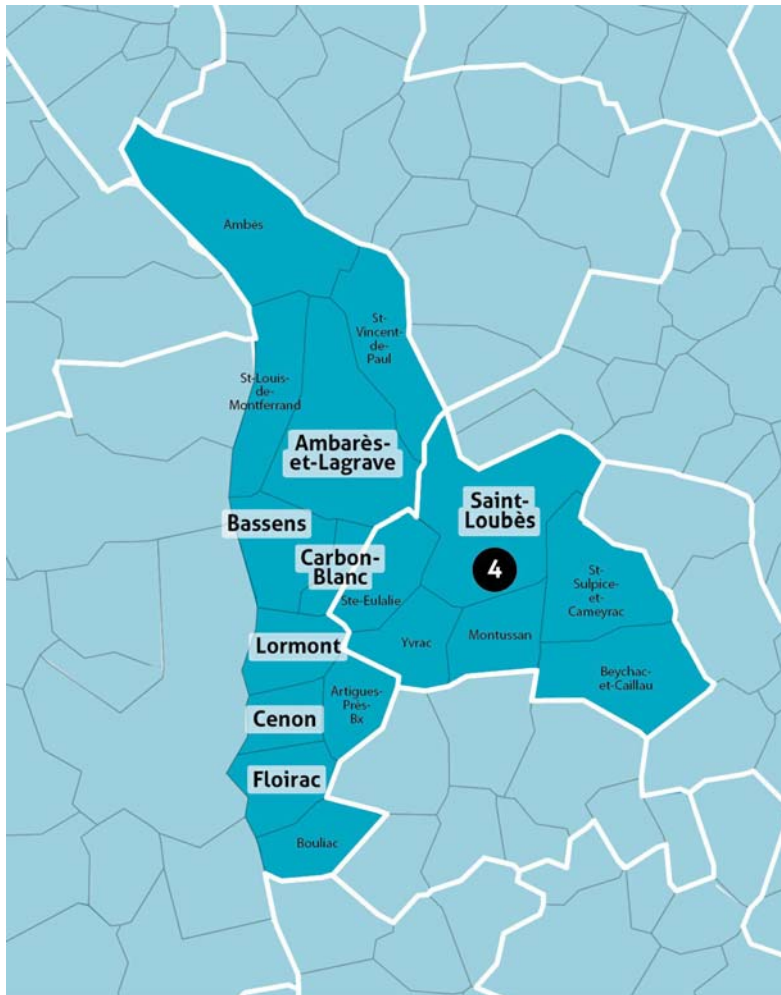 Ambès
St-
Vincent-
de-
Paul
St-Louis-
de-
Montferrand
Ambarès-
et-Lagrave
Saint-
Loubès
Bassens
Carbon-
Blanc
4
St-
Sulpice-
et-
Cameyrac
Ste-Eulalie
Lormont
Yvrac
Montussan
Beychac-
et-Caillau
Artigues-
Près-
Bx
Cenon
Floirac
Bouliac